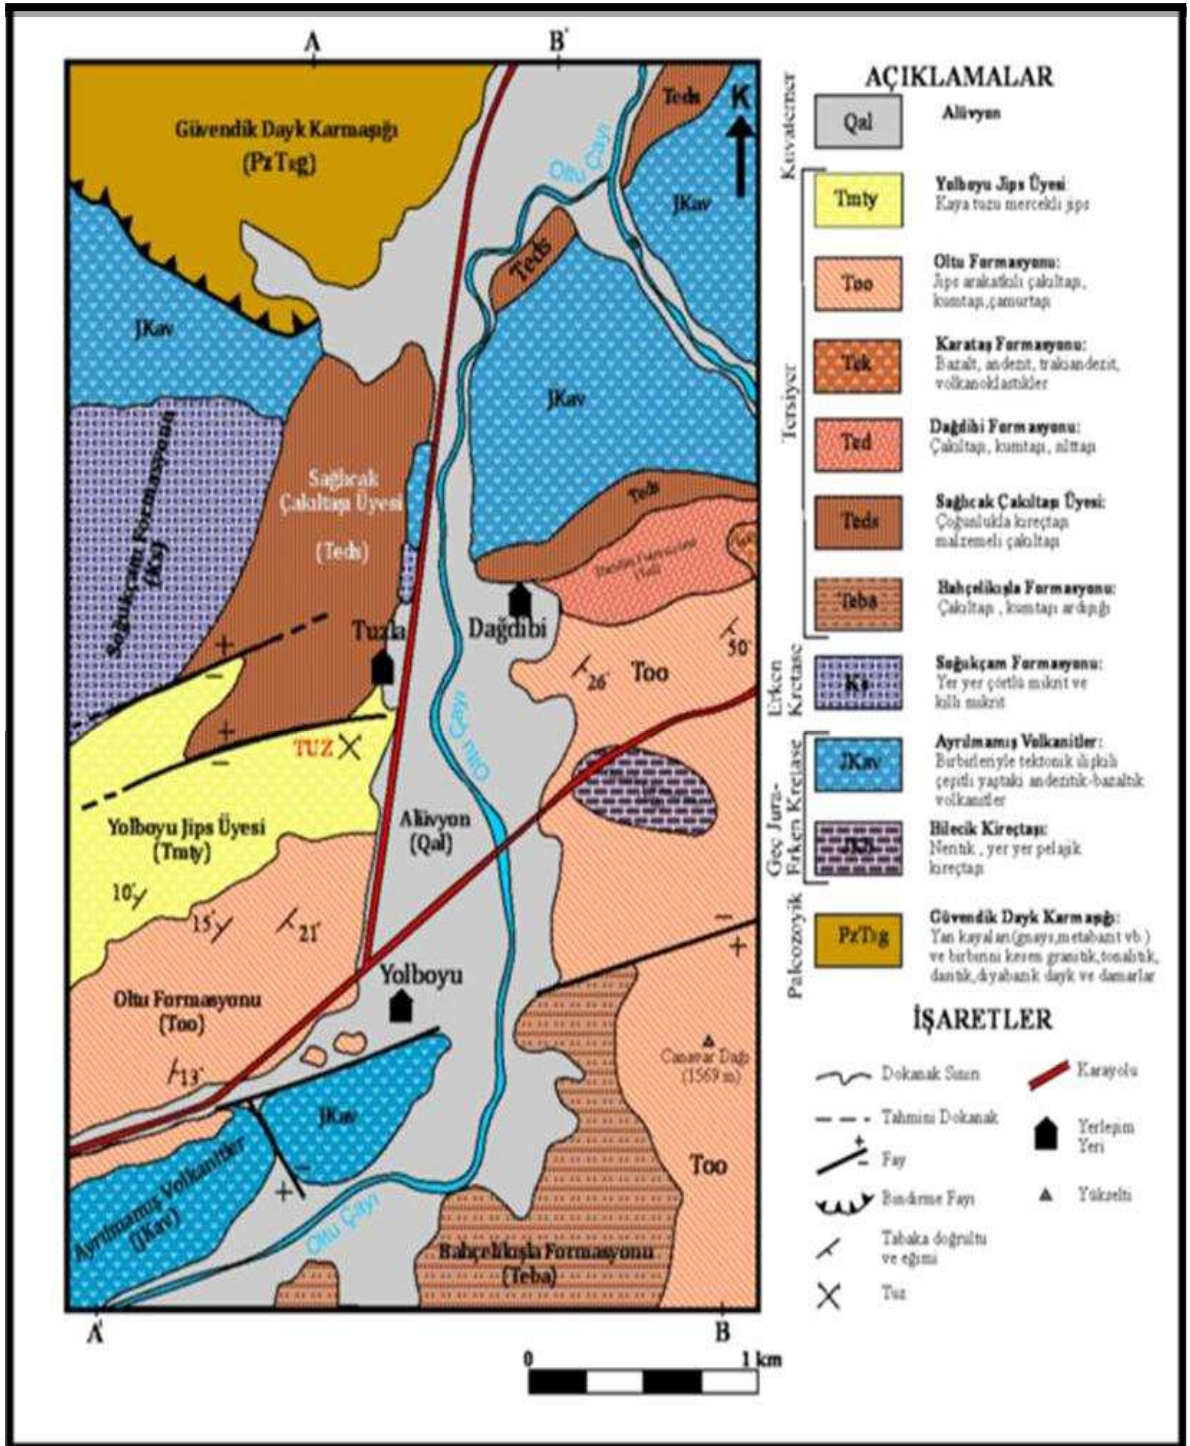 A
B'
Güvendik Dayk Karmaşığı
(PzTRg)
Oltu Çayı
Teds
K
JKav
Teds
JKav
JKav
Soğukçam Formasyonu
(Ks)
Sağlıcak
Çakıltaşı Üyesi
(Teds)
Teds
Tuzla
Dağdibi
50°
26°
Too
TUZ
Oltu Çayı
Yolboyu Jips Üyesi
(Tmty)
Alüvyon
(Qal)
10°
15°
21°
Yolboyu
Oltu Formasyonu
(Too)
13°
Canavar Dağı
(1569 m)
JKav
Too
Ayrılmamış Volkanitler
(JKav)
Oltu Çayı
Bahçelikışla Formasyonu
(Teba)
A'
B
0
1 km
AÇIKLAMALAR
Kuvaterner
Qal
Alüvyon
Tersiyer
Tmty
Yolboyu Jips Üyesi
Kaya tuzu mercekli jips
Too
Oltu Formasyonu:
Jips arakatkılı çakıltaşı,
kumtaşı,çamurtaşı
Tek
Karataş Formasyonu:
Bazalt, andezit, trakiandezit,
volkanoklastikler
Ted
Dağdibi Formasyonu:
Çakıltaşı, kumtaşı, silttaşı
Teds
Sağlıcak Çakıltaşı Üyesi:
Çoğunlukla kireçtaşı
malzemeli çakıltaşı
Teba
Bahçelikışla Formasyonu:
Çakıltaşı , kumtaşı ardışığı
Erken
Kretase
Ks
Soğukçam Formasyonu:
Yer yer çörtlü mikrit ve
killi mikrit
Geç Jura-
Erken Kretase
JKav
Ayrılmamış Volkanitler:
Birbirleriyle tektonik ilişkili
çeşitli yaştaki andezitik-bazaltik
volkanitler
Bilecik Kireçtaşı:
Neritik , yer yer pelajik
kireçtaşı
Paleozoyik
PzTRg
Güvendik Dayk Karmaşığı:
Yan kayaları(gnays,metabazit vb.)
ve birbirini kesen granitik,tonalitik,
dasitik,diyabazik dayk ve damarlar
İŞARETLER
Dokanak Sınırı
Tahmini Dokanak
Fay
Bindirme Fayı
Tabaka doğrultu
ve eğimi
Tuz
Karayolu
Yerleşim
Yeri
Yükselti